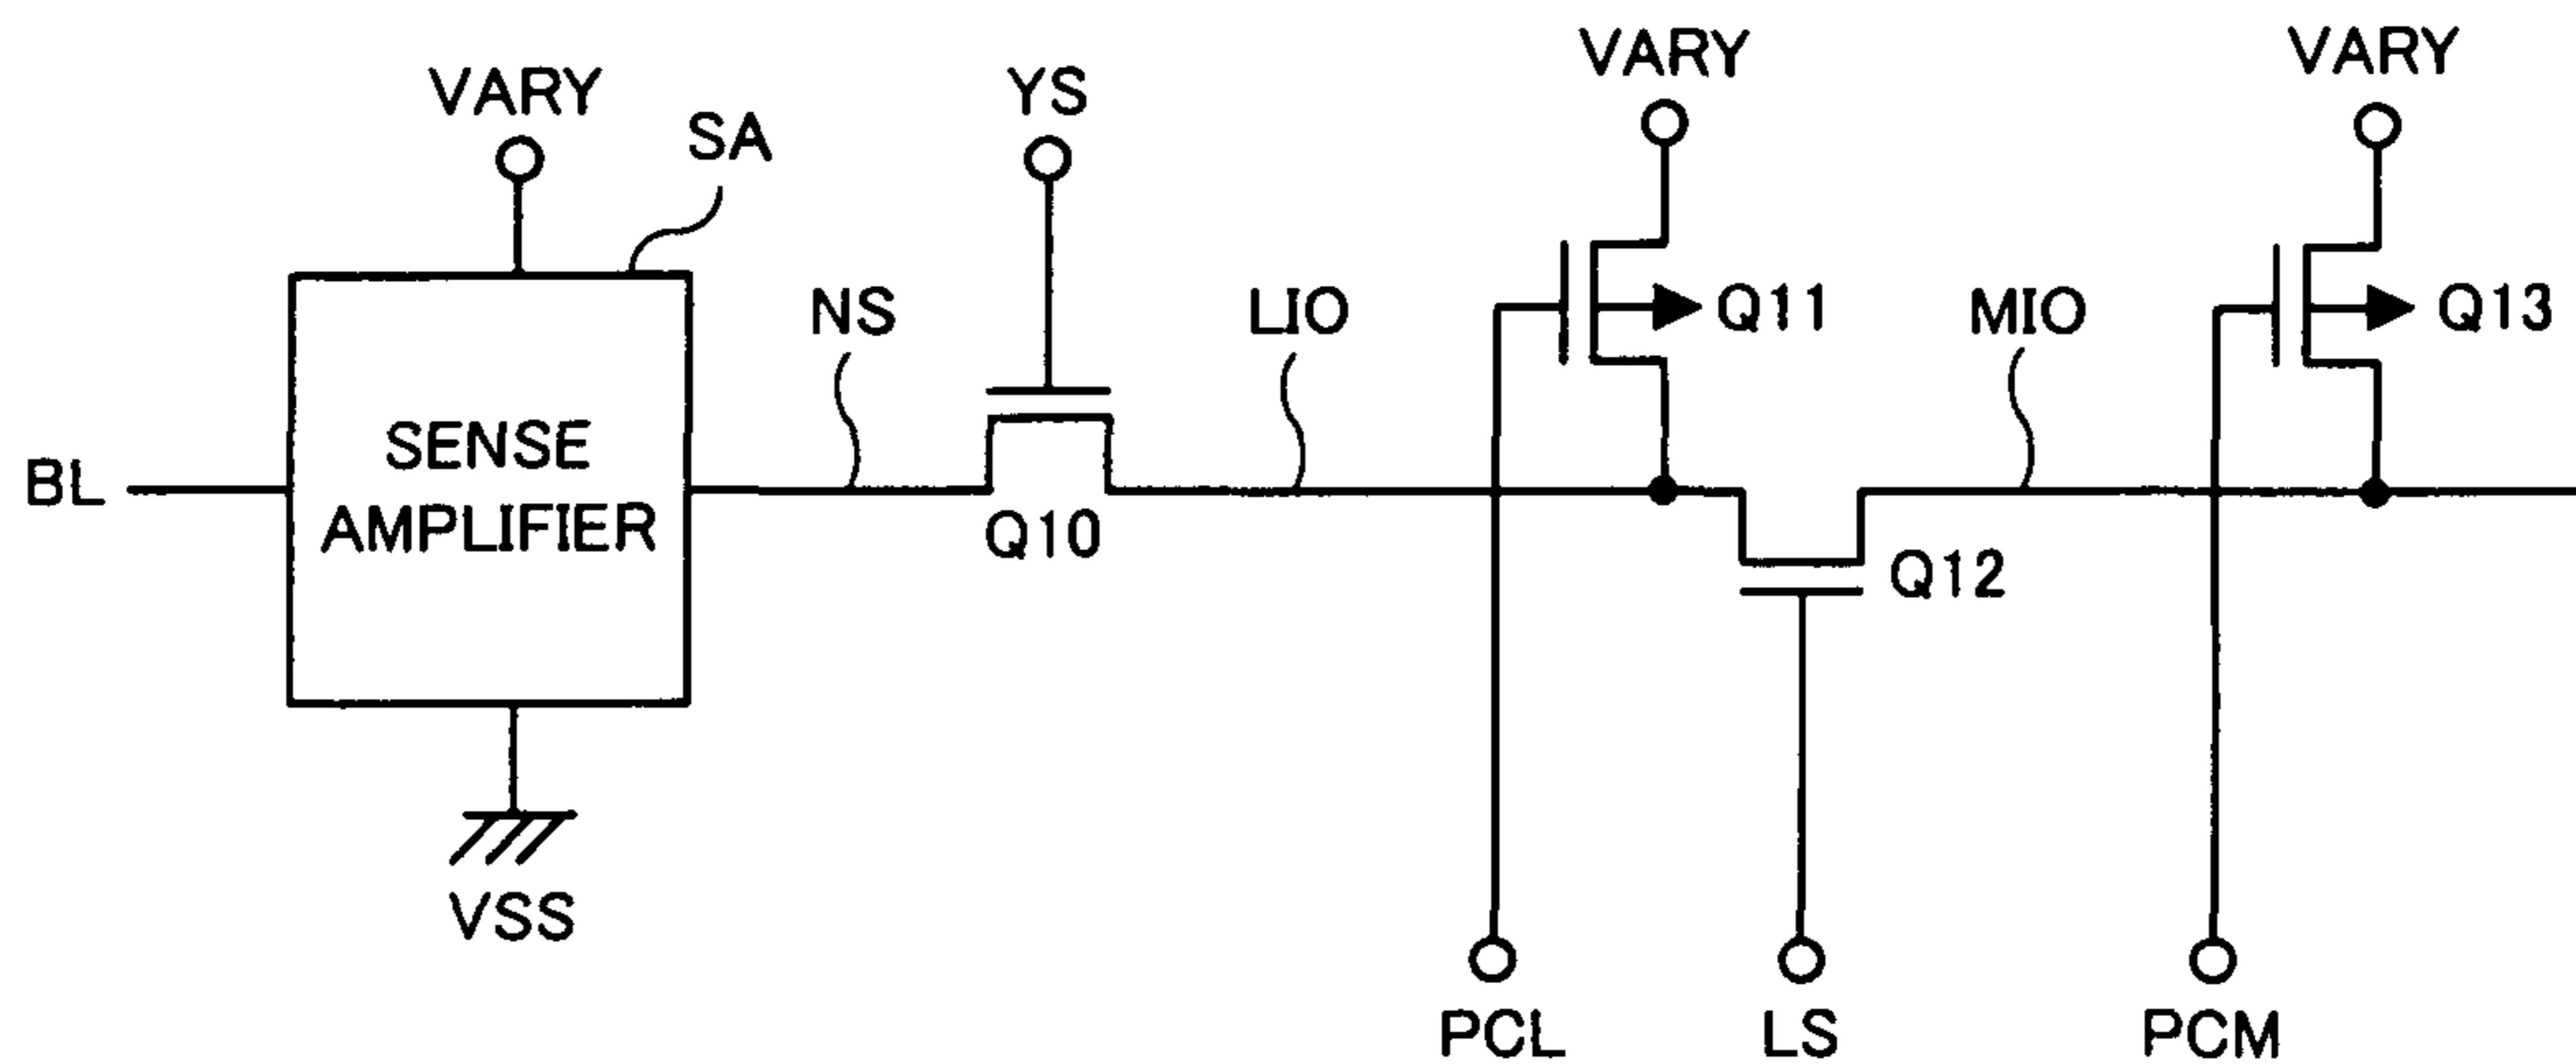 VARY
VARY
VARY
YS
SA
NS
LIO
Q11
MIO
Q13
BL
SENSE
AMPLIFIER
Q10
Q12
VSS
PCL
LS
PCM